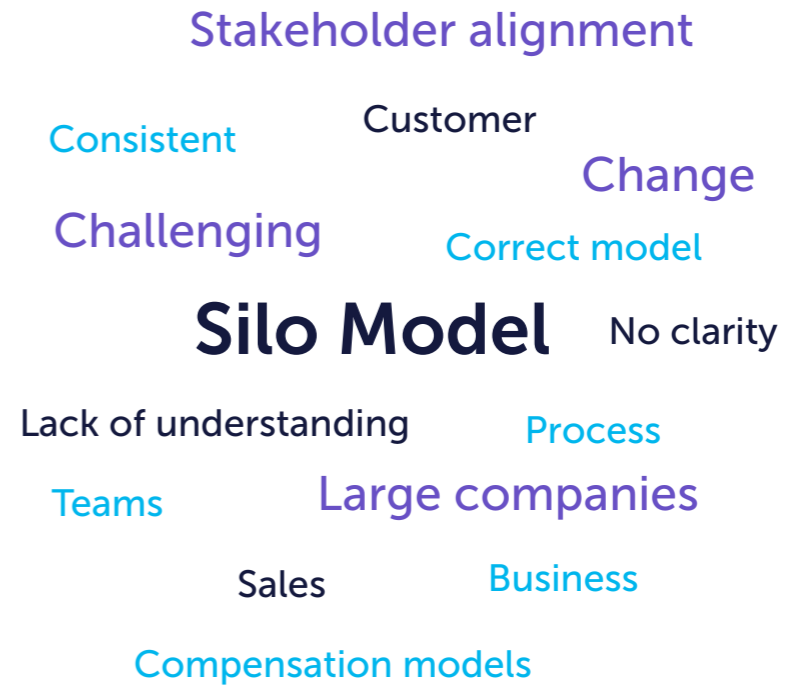 Stakeholder alignment
Customer
Consistent
Change
Challenging
Correct model
Silo Model
No clarity
Lack of understanding
Process
Large companies
Teams
Business
Sales
Compensation models